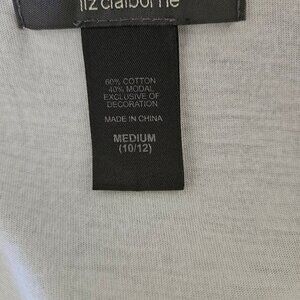 liz claiborne
60% COTTON
40% MODAL
EXCLUSIVE OF
DECORATION
MADE IN CHINA
MEDIUM
(10/12)